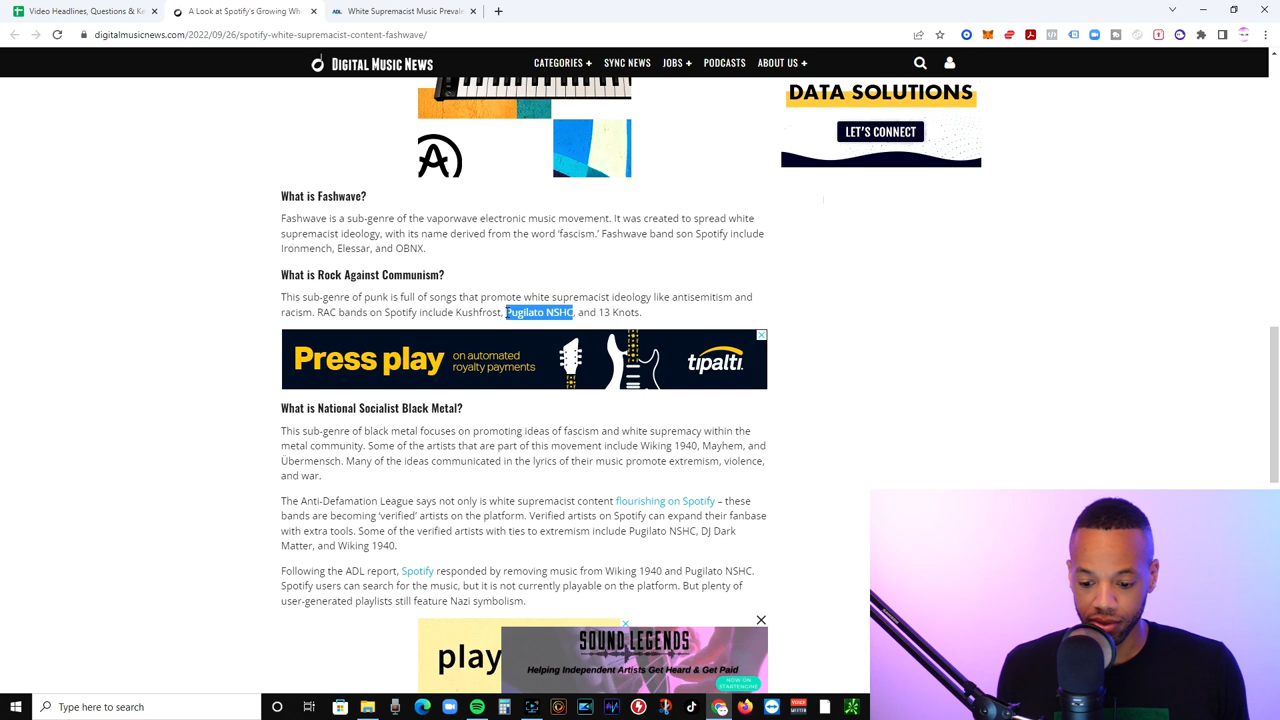 Video Headlines, Questions & Ke
A Look at Spotify's Growing Whi
ADL
White Supremacist Music Prevale
digitalmusicnews.com/2022/09/26/spotify-white-supremacist-content-fashwave/
DIGITAL MUSIC NEWS
CATEGORIES +
SYNC NEWS
JOBS +
PODCASTS
ABOUT US +
DATA SOLUTIONS
LET'S CONNECT
What is Fashwave?
Fashwave is a sub-genre of the vaporwave electronic music movement. It was created to spread white
supremacist ideology, with its name derived from the word 'fascism.' Fashwave band son Spotify include
Ironmench, Elessar, and OBNX.
What is Rock Against Communism?
This sub-genre of punk is full of songs that promote white supremacist ideology like antisemitism and
racism. RAC bands on Spotify include Kushfrost, Pugilato NSHC, and 13 Knots.
Press play on automated
royalty payments
tipalti.
What is National Socialist Black Metal?
This sub-genre of black metal focuses on promoting ideas of fascism and white supremacy within the
metal community. Some of the artists that are part of this movement include Wiking 1940, Mayhem, and
Übermensch. Many of the ideas communicated in the lyrics of their music promote extremism, violence,
and war.
The Anti-Defamation League says not only is white supremacist content flourishing on Spotify – these
bands are becoming 'verified' artists on the platform. Verified artists on Spotify can expand their fanbase
with extra tools. Some of the verified artists with ties to extremism include Pugilato NSHC, DJ Dark
Matter, and Wiking 1940.
Following the ADL report, Spotify responded by removing music from Wiking 1940 and Pugilato NSHC.
Spotify users can search for the music, but it is not currently playable on the platform. But plenty of
user-generated playlists still feature Nazi symbolism.
play
SOUND LEGENDS
Helping Independent Artists Get Heard & Get Paid
NOW ON
STARTENGINE
Type here to search